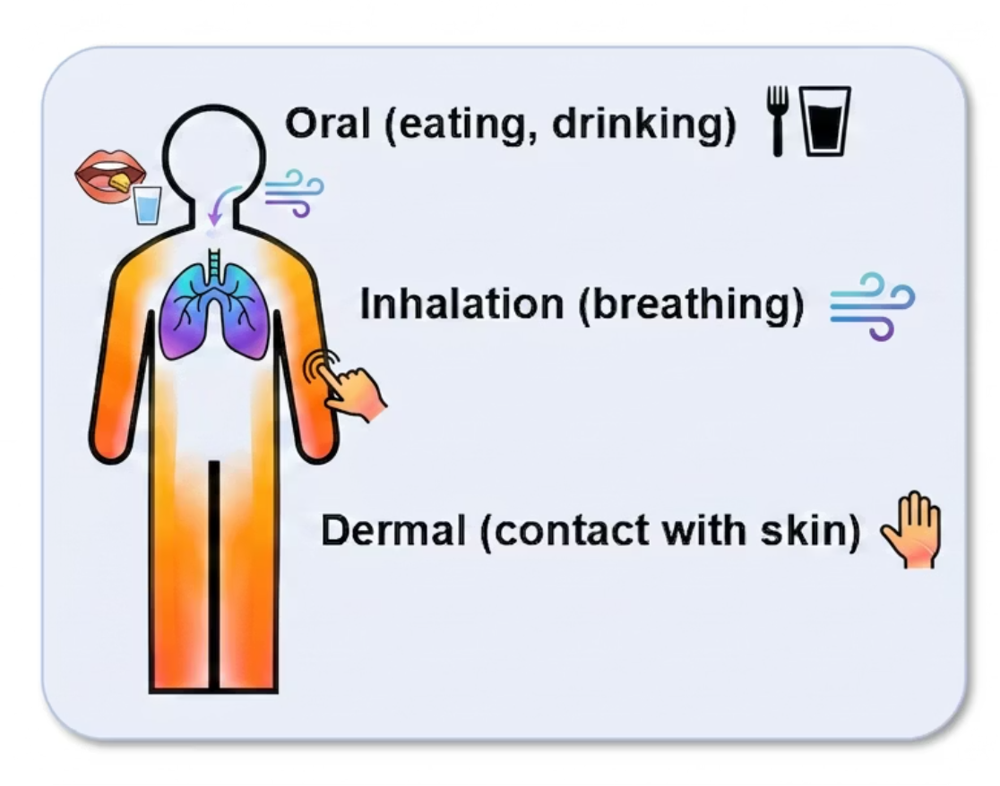 Oral (eating, drinking)
Inhalation (breathing)
Dermal (contact with skin)